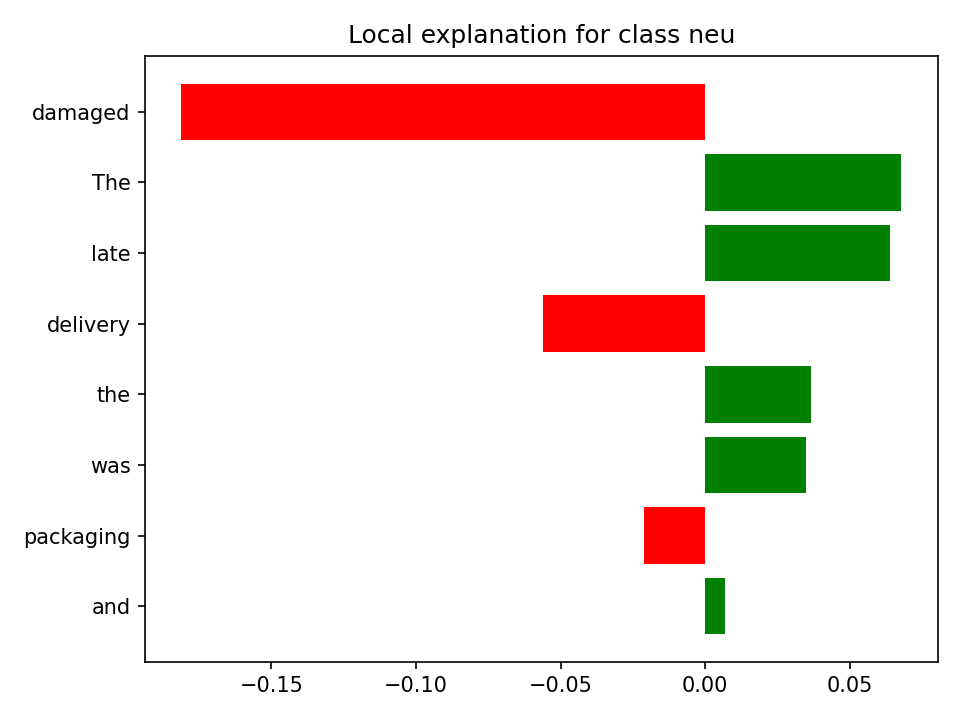 Local explanation for class neu
damaged
The
late
delivery
the
was
packaging
and
−0.15 −0.10 −0.05 0.00 0.05